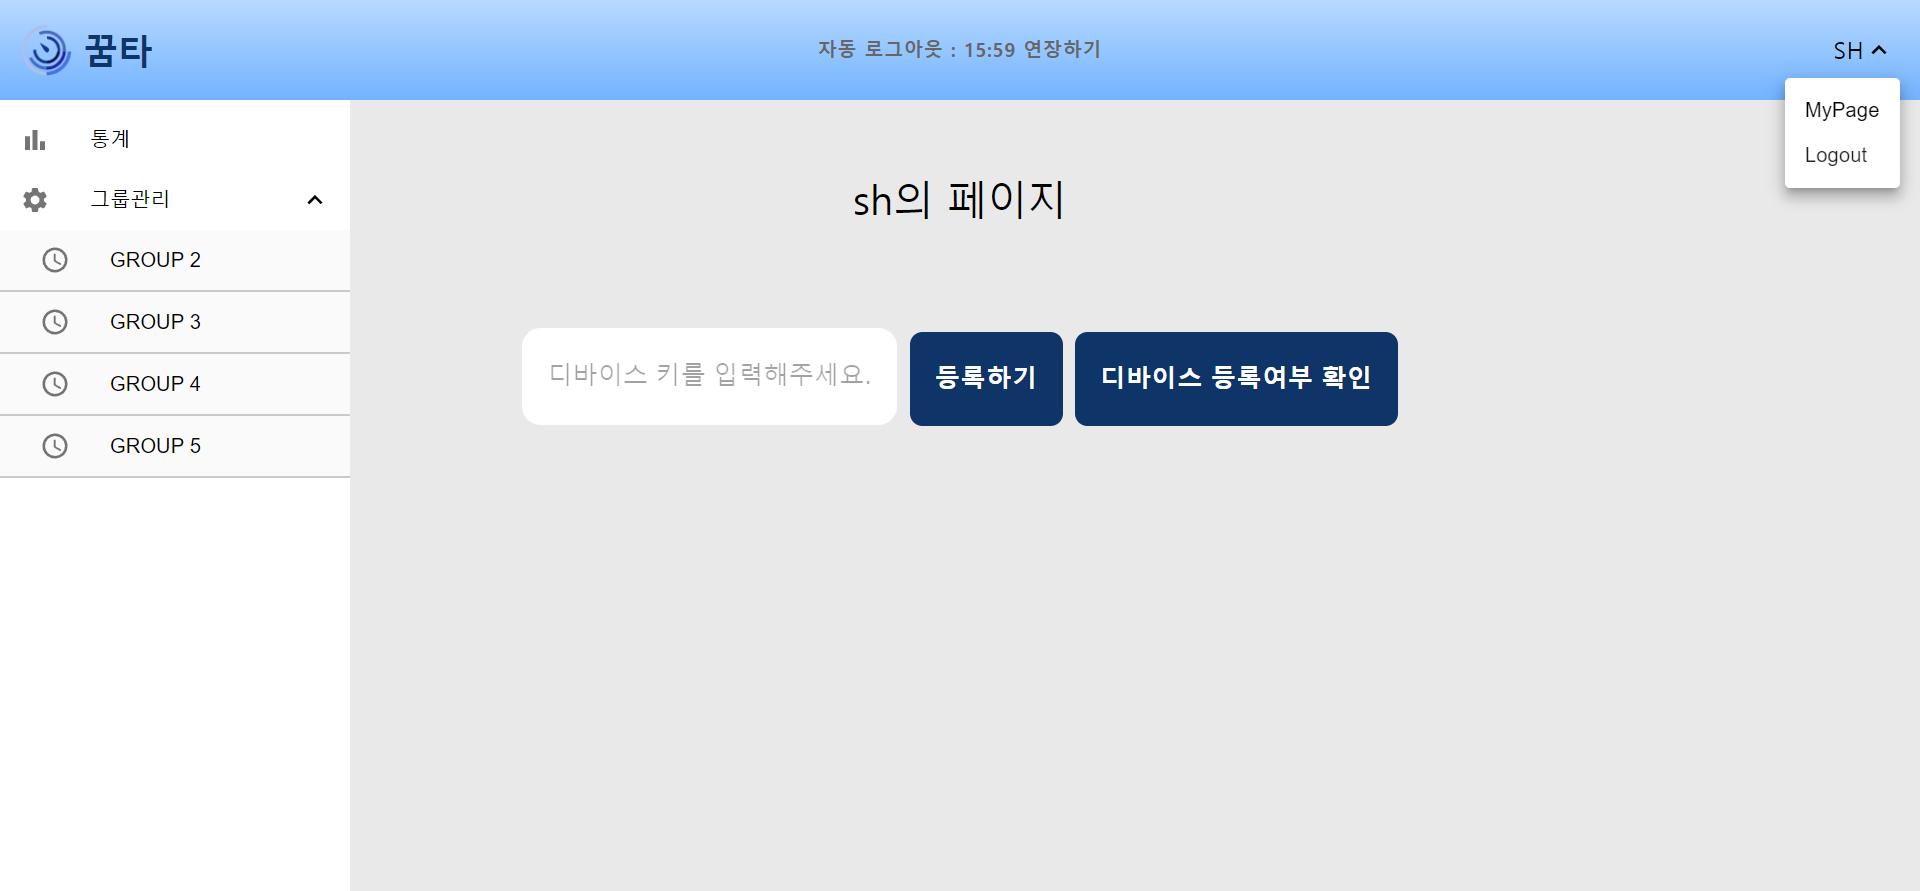 꿈타
자동 로그아웃 : 15:59 연장하기
SH
MyPage
Logout
통계
그룹관리
GROUP 2
GROUP 3
GROUP 4
GROUP 5
sh의 페이지
디바이스 키를 입력해주세요.
등록하기
디바이스 등록여부 확인